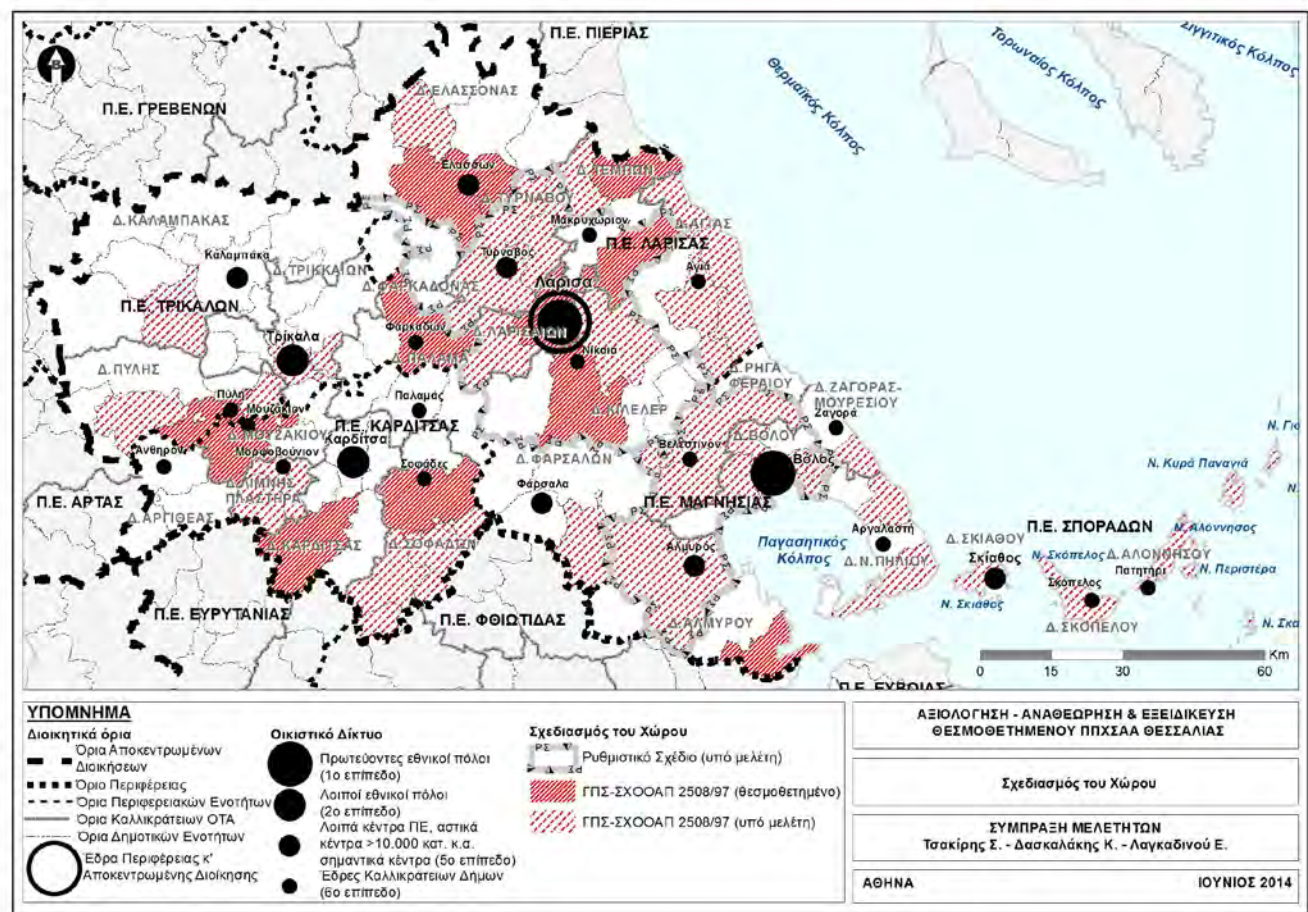 Π.Ε. ΠΙΕΡΙΑΣ
Σιγγιτικός Κόλπος
Τορωναίος Κόλπος
Θερμαϊκός Κόλπος
Β
Δ.ΕΛΑΣΣΟΝΑΣ
Π.Ε. ΓΡΕΒΕΝΩΝ
Ελασσών
Δ.ΤΕΜΠΩΝ
Δ.ΤΥΡΝΑΒΟΥ
Δ.ΚΑΛΑΜΠΑΚΑΣ
Μακρυχώριον
Δ.ΑΓΙΑΣ
Π.Ε. ΛΑΡΙΣΑΣ
Καλαμπάκα
Τύρναβος
Δ.ΤΡΙΚΚΑΙΩΝ
Αγιά
Δ.ΦΑΡΚΑΔΟΝΑΣ
Λάρισα
Π.Ε. ΤΡΙΚΑΛΩΝ
Φαρκαδών
Δ.ΛΑΡΙΣΑΙΩΝ
Τρίκαλα
Νίκαια
Δ.ΠΑΛΑΜΑ
Δ.ΠΥΛΗΣ
Δ.ΡΗΓΑ
ΦΕΡΑΙΟΥ
Δ.ΖΑΓΟΡΑΣ-
ΜΟΥΡΕΣΙΟΥ
Πύλη
Μουζάκιον
Παλαμάς
Δ.ΚΙΛΕΛΕΡ
Ζαγορά
Π.Ε. ΚΑΡΔΙΤΣΑΣ
Δ.ΜΟΥΖΑΚΙΟΥ
Δ.ΒΟΛΟΥ
Καρδίτσα
Ανθηρόν
Μορφοβούνιον
Δ.ΦΑΡΣΑΛΩΝ
Βελεστίνον
Βόλος
Σοφάδες
Δ.ΛΙΜΝΗΣ
ΠΛΑΣΤΗΡΑ
Φάρσαλα
Π.Ε. ΑΡΤΑΣ
Π.Ε. ΜΑΓΝΗΣΙΑΣ
Δ.ΑΡΓΙΘΕΑΣ
Ν. Κυρά Παναγιά
Π.Ε. ΣΠΟΡΑΔΩΝ
Ν. Αλόννησος
Αργαλαστή
Δ.ΚΑΡΔΙΤΣΑΣ
Δ.ΣΟΦΑΔΩΝ
Αλμυρός
Παγασητικός
Κόλπος
Δ.ΣΚΙΑΘΟΥ
Σκίαθος
Ν. Σκόπελος
Δ.ΑΛΟΝΝΗΣΟΥ
Δ.Ν.ΠΗΛΙΟΥ
Πατητήρι
Ν. Περιστέρα
Σκόπελος
Ν. Σκιάθος
Π.Ε. ΕΥΡΥΤΑΝΙΑΣ
Π.Ε. ΦΘΙΩΤΙΔΑΣ
Δ.ΑΛΜΥΡΟΥ
Δ.ΣΚΟΠΕΛΟΥ
Km
0 15 30 60
Π.Ε. ΕΥΒΟΙΑΣ
ΥΠΟΜΝΗΜΑ
Διοικητικά όρια
Όρια Αποκεντρωμένων
Διοικήσεων
Όριο Περιφέρειας
Όρια Περιφερειακών Ενοτήτων
Όρια Καλλικράτειων ΟΤΑ
Όρια Δημοτικών Ενοτήτων
Έδρα Περιφέρειας κ'
Αποκεντρωμένης Διοίκησης
Οικιστικό Δίκτυο
Πρωτεύοντες εθνικοί πόλοι
(1ο επίπεδο)
Λοιποί εθνικοί πόλοι
(2ο επίπεδο)
Λοιπά κέντρα ΠΕ, αστικά
κέντρα >10.000 κατ. κ.α.
σημαντικά κέντρα (5ο επίπεδο)
Έδρες Καλλικράτειων Δήμων
(6ο επίπεδο)
Σχεδιασμός του Χώρου
Ρυθμιστικό Σχέδιο (υπό μελέτη)
ΓΠΣ-ΣΧΟΟΑΠ 2508/97 (θεσμοθετημένο)
ΓΠΣ-ΣΧΟΟΑΠ 2508/97 (υπό μελέτη)
ΑΞΙΟΛΟΓΗΣΗ - ΑΝΑΘΕΩΡΗΣΗ & ΕΞΕΙΔΙΚΕΥΣΗ
ΘΕΣΜΟΘΕΤΗΜΕΝΟΥ ΠΠΧΣΑΑ ΘΕΣΣΑΛΙΑΣ
Σχεδιασμός του Χώρου
ΣΥΜΠΡΑΞΗ ΜΕΛΕΤΗΤΩΝ
Τσακίρης Σ. - Δασκαλάκης Κ. - Λαγκαδινού Ε.
ΑΘΗΝΑ ΙΟΥΝΙΟΣ 2014